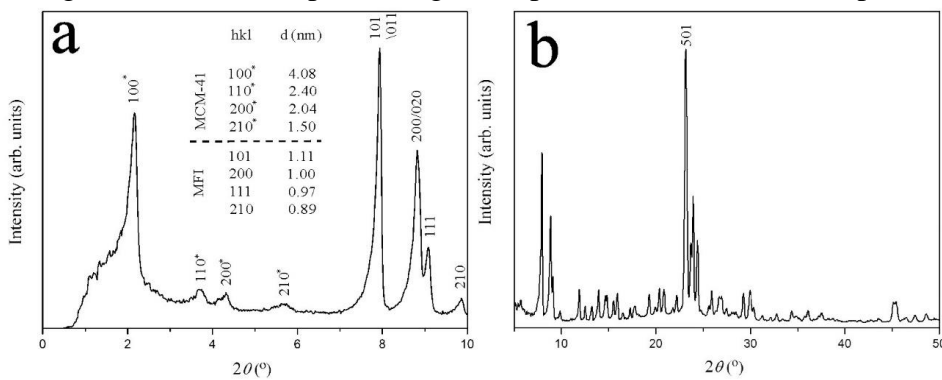 a
hkl d (nm)
MCM-41
100* 4.08
110* 2.40
200* 2.04
210* 1.50
MFI
101 1.11
200 1.00
111 0.97
210 0.89
100*
110*
200*
210*
101
\011
200/020
111
210
Intensity (arb. units)
0 2 4 6 8 10
2θ (°)
b
501
Intensity (arb. units)
10 20 30 40 50
2θ (°)